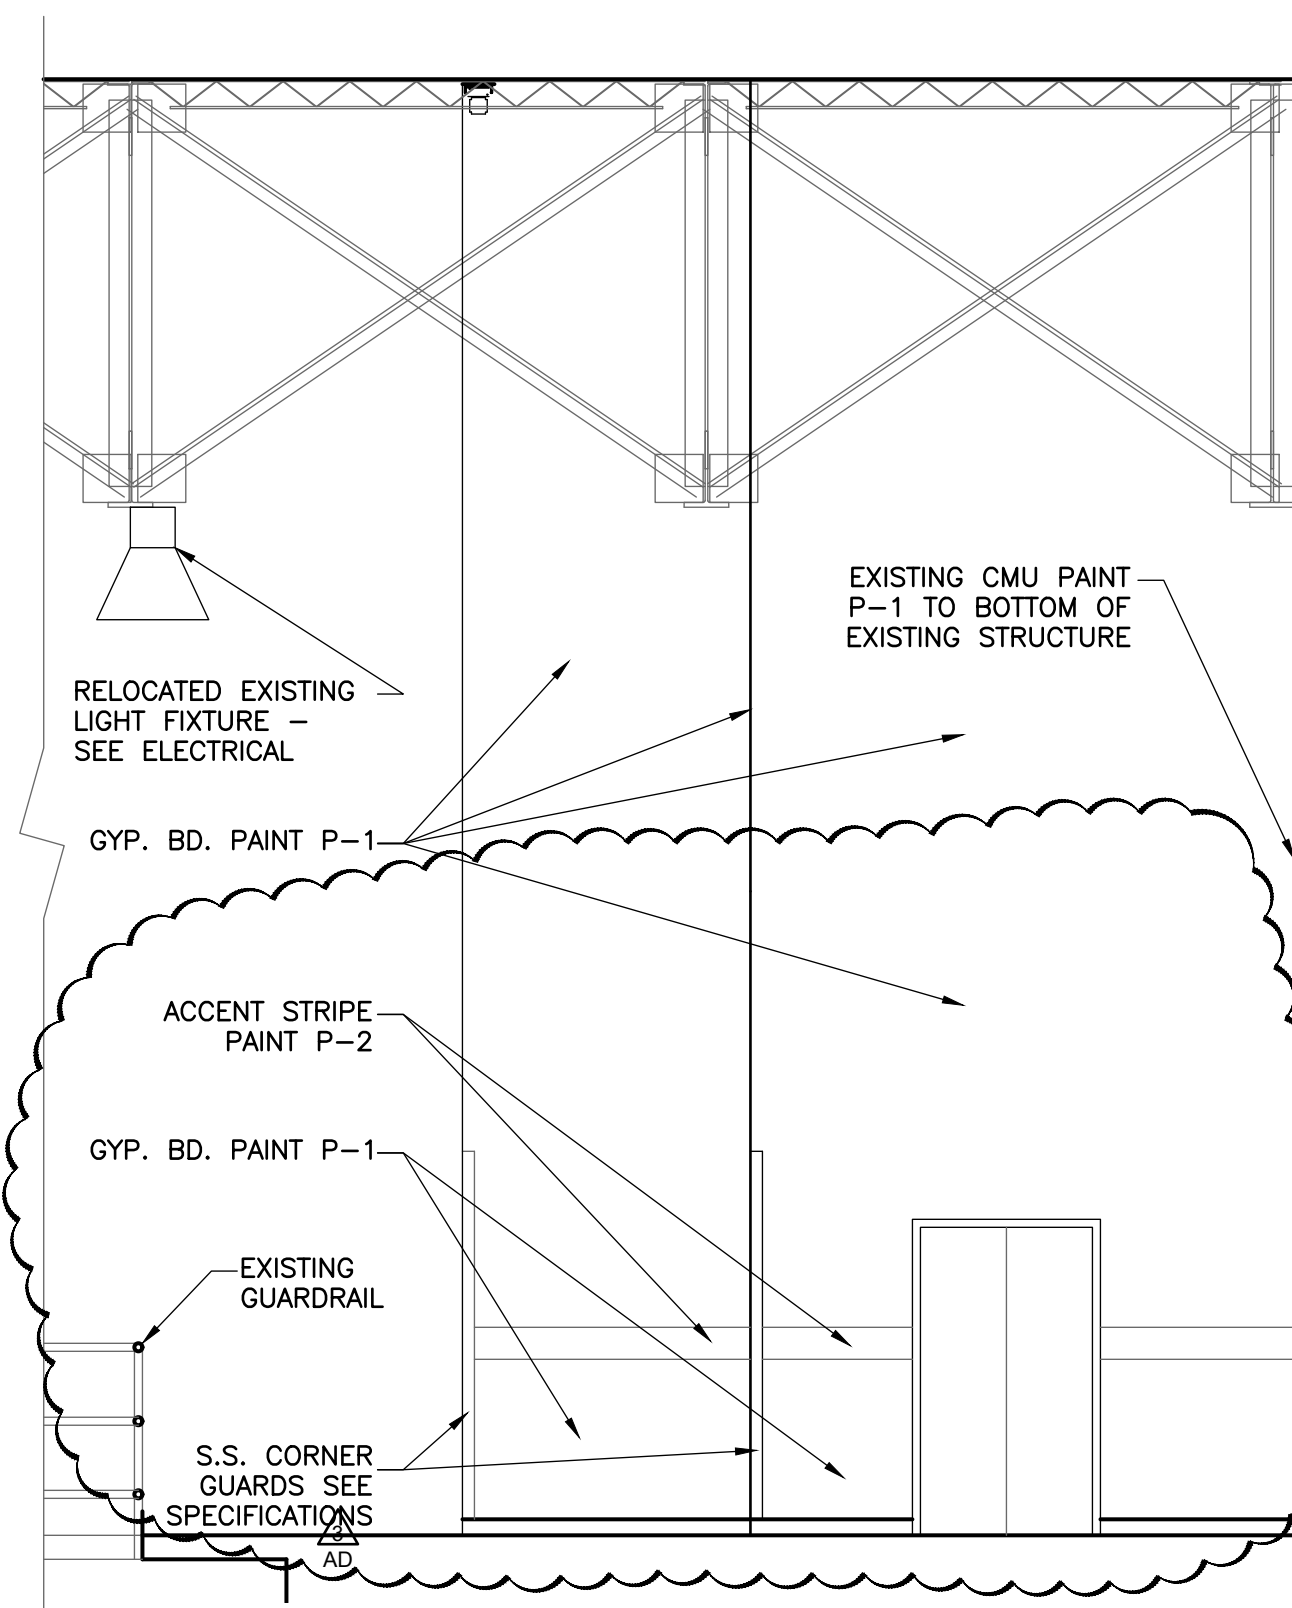 EXISTING CMU PAINT
P-1 TO BOTTOM OF
EXISTING STRUCTURE
RELOCATED EXISTING
LIGHT FIXTURE -
SEE ELECTRICAL
GYP. BD. PAINT P-1
ACCENT STRIPE
PAINT P-2
GYP. BD. PAINT P-1
EXISTING
GUARDRAIL
S.S. CORNER
GUARDS SEE
SPECIFICATIONS
3
AD